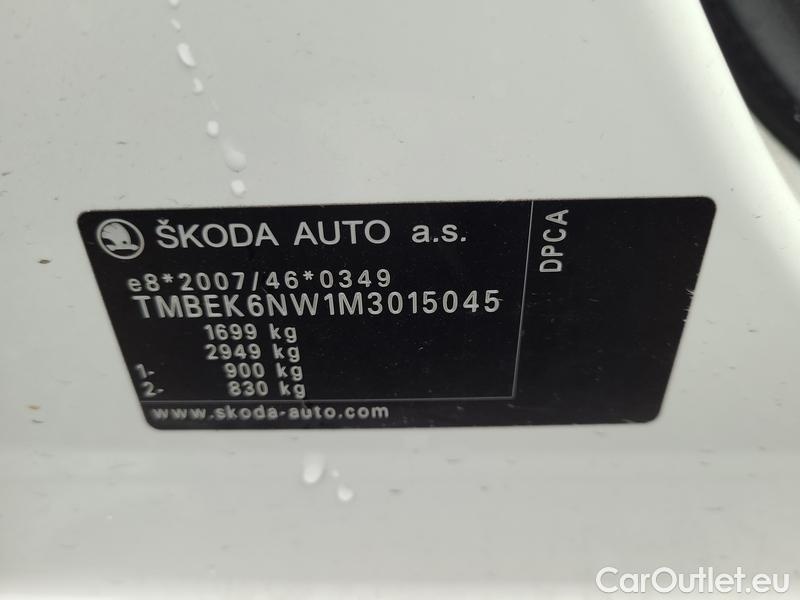 ŠKODA AUTO a.s.
e8*2007/46*0349
TMBEK6NW1M3015045
1699 kg
2949 kg
1- 900 kg
2- 830 kg
www.skoda-auto.com
DPCA
CarOutlet.eu